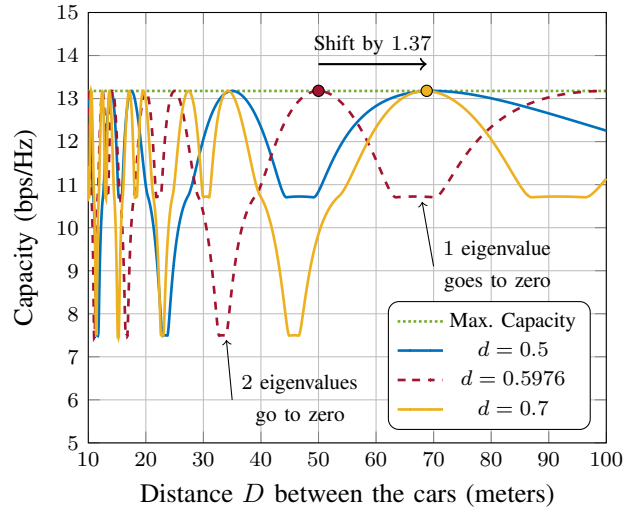 Shift by 1.37
15
14
13
12
11
10
9
8
7
6
5
Capacity (bps/Hz)
1 eigenvalue
goes to zero
2 eigenvalues
go to zero
Max. Capacity
d = 0.5
d = 0.5976
d = 0.7
10 20 30 40 50 60 70 80 90 100
Distance D between the cars (meters)